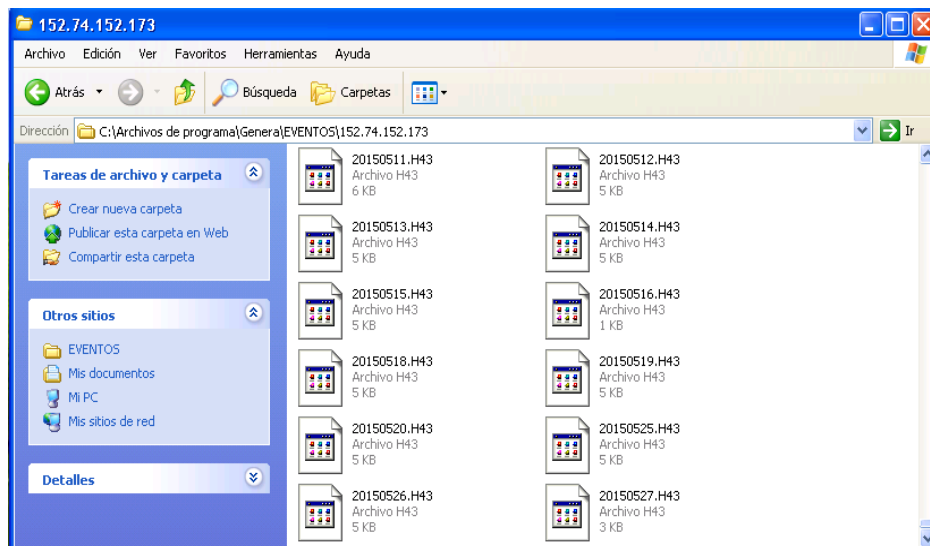 152.74.152.173
Archivo Edición Ver Favoritos Herramientas Ayuda
Atrás Búsqueda Carpetas
Dirección C:\Archivos de programa\Genera\EVENTOS\152.74.152.173 Ir
Tareas de archivo y carpeta
Crear nueva carpeta
Publicar esta carpeta en Web
Compartir esta carpeta
Otros sitios
EVENTOS
Mis documentos
Mi PC
Mis sitios de red
Detalles
20150511.H43
Archivo H43
6 KB
20150512.H43
Archivo H43
5 KB
20150513.H43
Archivo H43
5 KB
20150514.H43
Archivo H43
5 KB
20150515.H43
Archivo H43
5 KB
20150516.H43
Archivo H43
1 KB
20150518.H43
Archivo H43
5 KB
20150519.H43
Archivo H43
5 KB
20150520.H43
Archivo H43
5 KB
20150525.H43
Archivo H43
5 KB
20150526.H43
Archivo H43
5 KB
20150527.H43
Archivo H43
3 KB